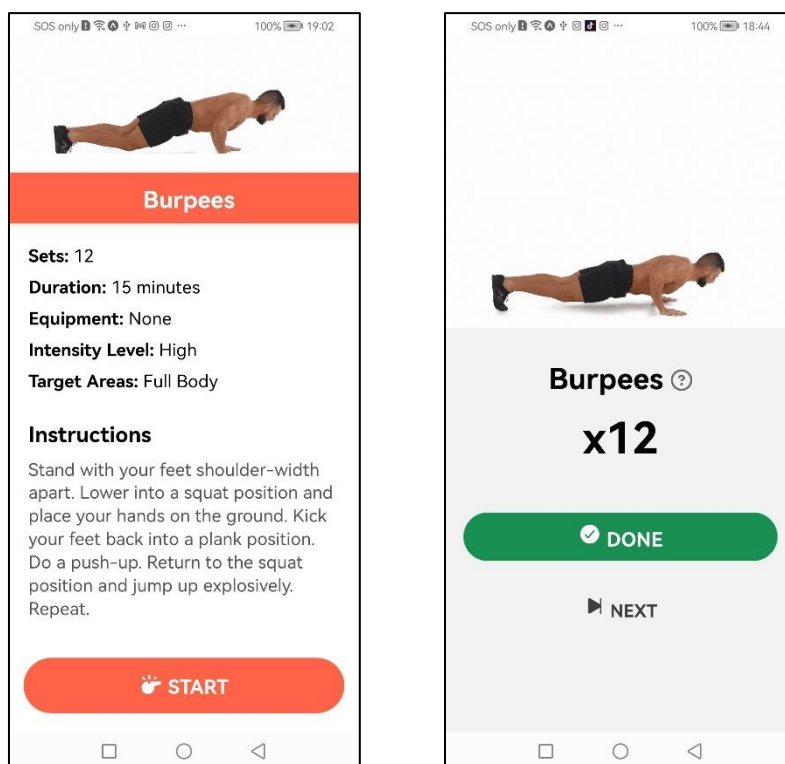 SOS only
100% 19:02
Burpees
Sets: 12
Duration: 15 minutes
Equipment: None
Intensity Level: High
Target Areas: Full Body
Instructions
Stand with your feet shoulder-width
apart. Lower into a squat position and
place your hands on the ground. Kick
your feet back into a plank position.
Do a push-up. Return to the squat
position and jump up explosively.
Repeat.
START
SOS only
100% 18:44
Burpees ?
x12
DONE
NEXT